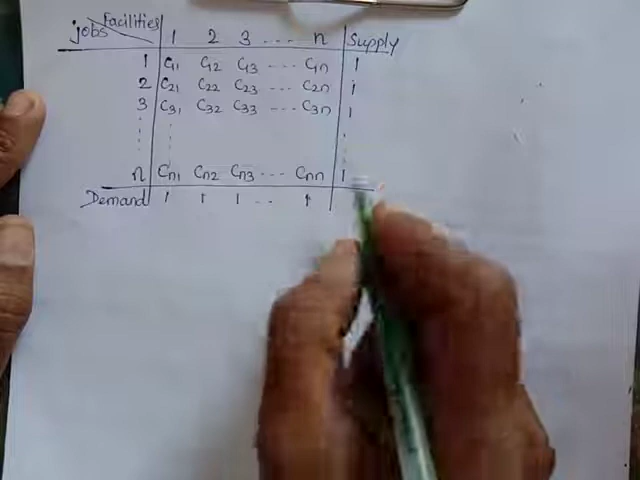 jobs Facilities 1 2 3 .... n Supply
1 C11 C12 C13 .... C1n 1
2 C21 C22 C23 ... C2n 1
3 C31 C32 C33 ... C3n 1
n Cn1 Cn2 Cn3 ... Cnn 1
Demand 1 1 1 .. 1